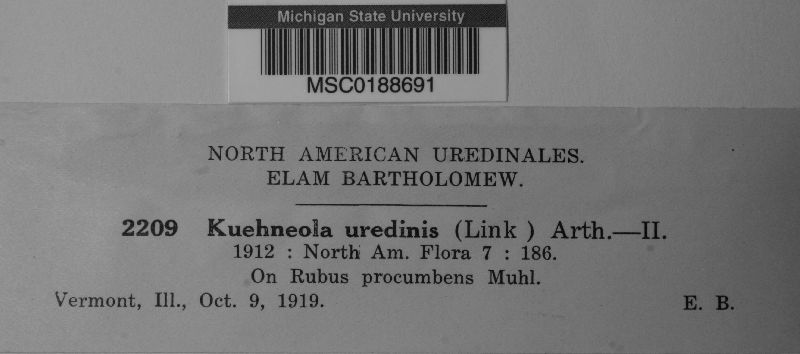 Michigan State University
MSC0188691
NORTH AMERICAN UREDINALES.
ELAM BARTHOLOMEW.
2209 Kuehneola uredinis (Link ) Arth.—II.
1912 : North Am. Flora 7 : 186.
On Rubus procumbens Muhl.
Vermont, Ill., Oct. 9, 1919. E. B.